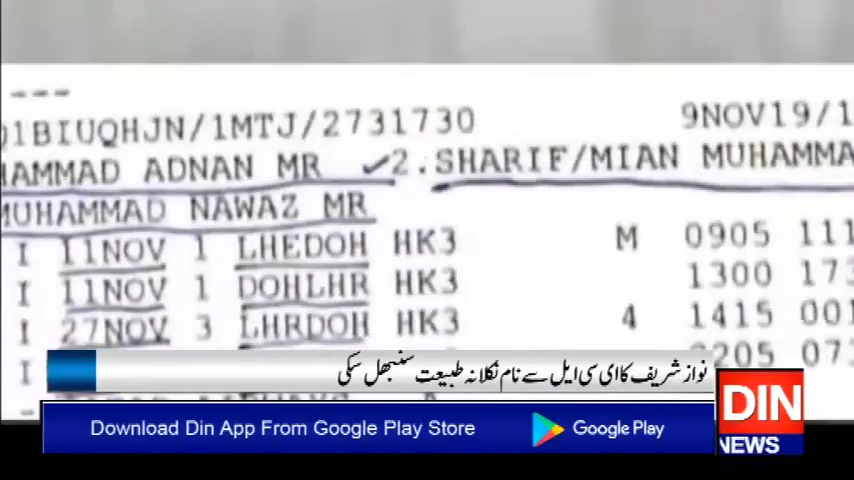 ---
1BIUQHJN/1MTJ/2731730 9NOV19/1
HAMMAD ADNAN MR 2.SHARIF/MIAN MUHAMMA
MUHAMMAD NAWAZ MR
I 11NOV 1 LHEDOH HK3 M 0905 111
I 11NOV 1 DOHLHR HK3 1300 173
I 27NOV 3 LHRDOH HK3 4 1415 001
I 2205 073
نواز شریف کا ای سی ایل سے نام نکلا نہ طبیعت سنبھل سکی
Download Din App From Google Play Store
Google Play
DIN
NEWS